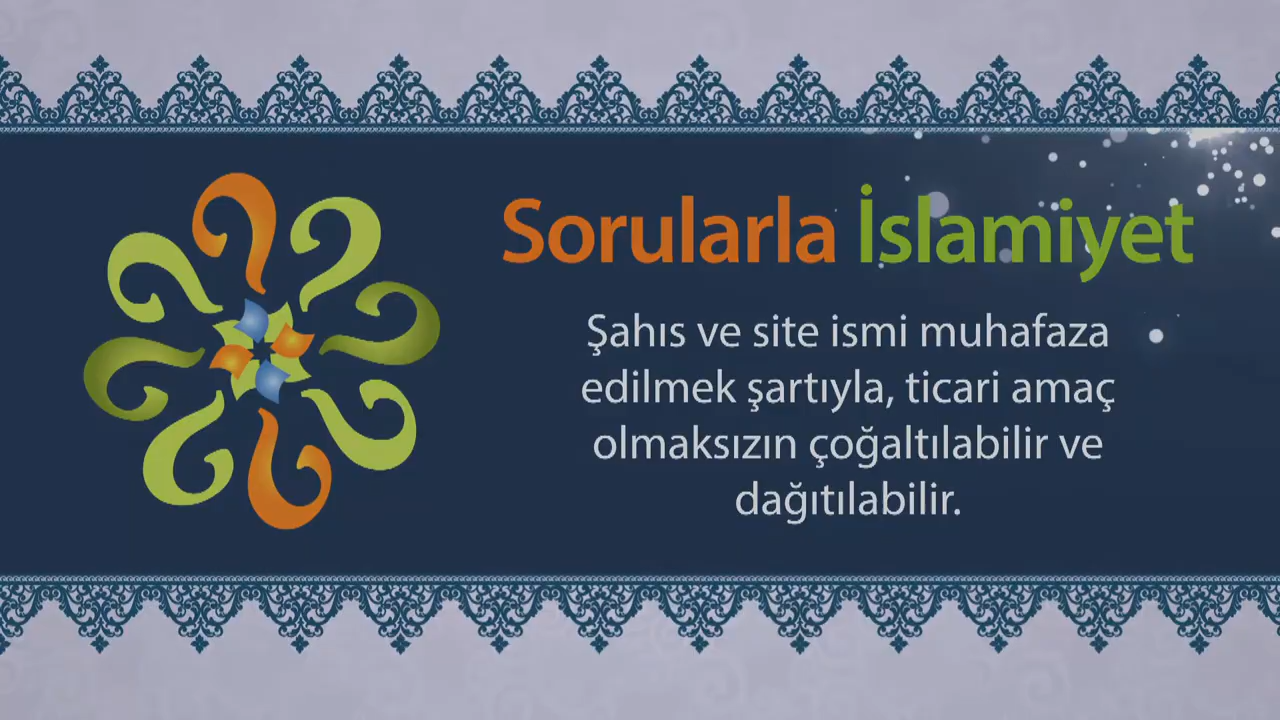 Sorularla İslamiyet
Şahıs ve site ismi muhafaza
edilmek şartıyla, ticari amaç
olmaksızın çoğaltılabilir ve
dağıtılabilir.